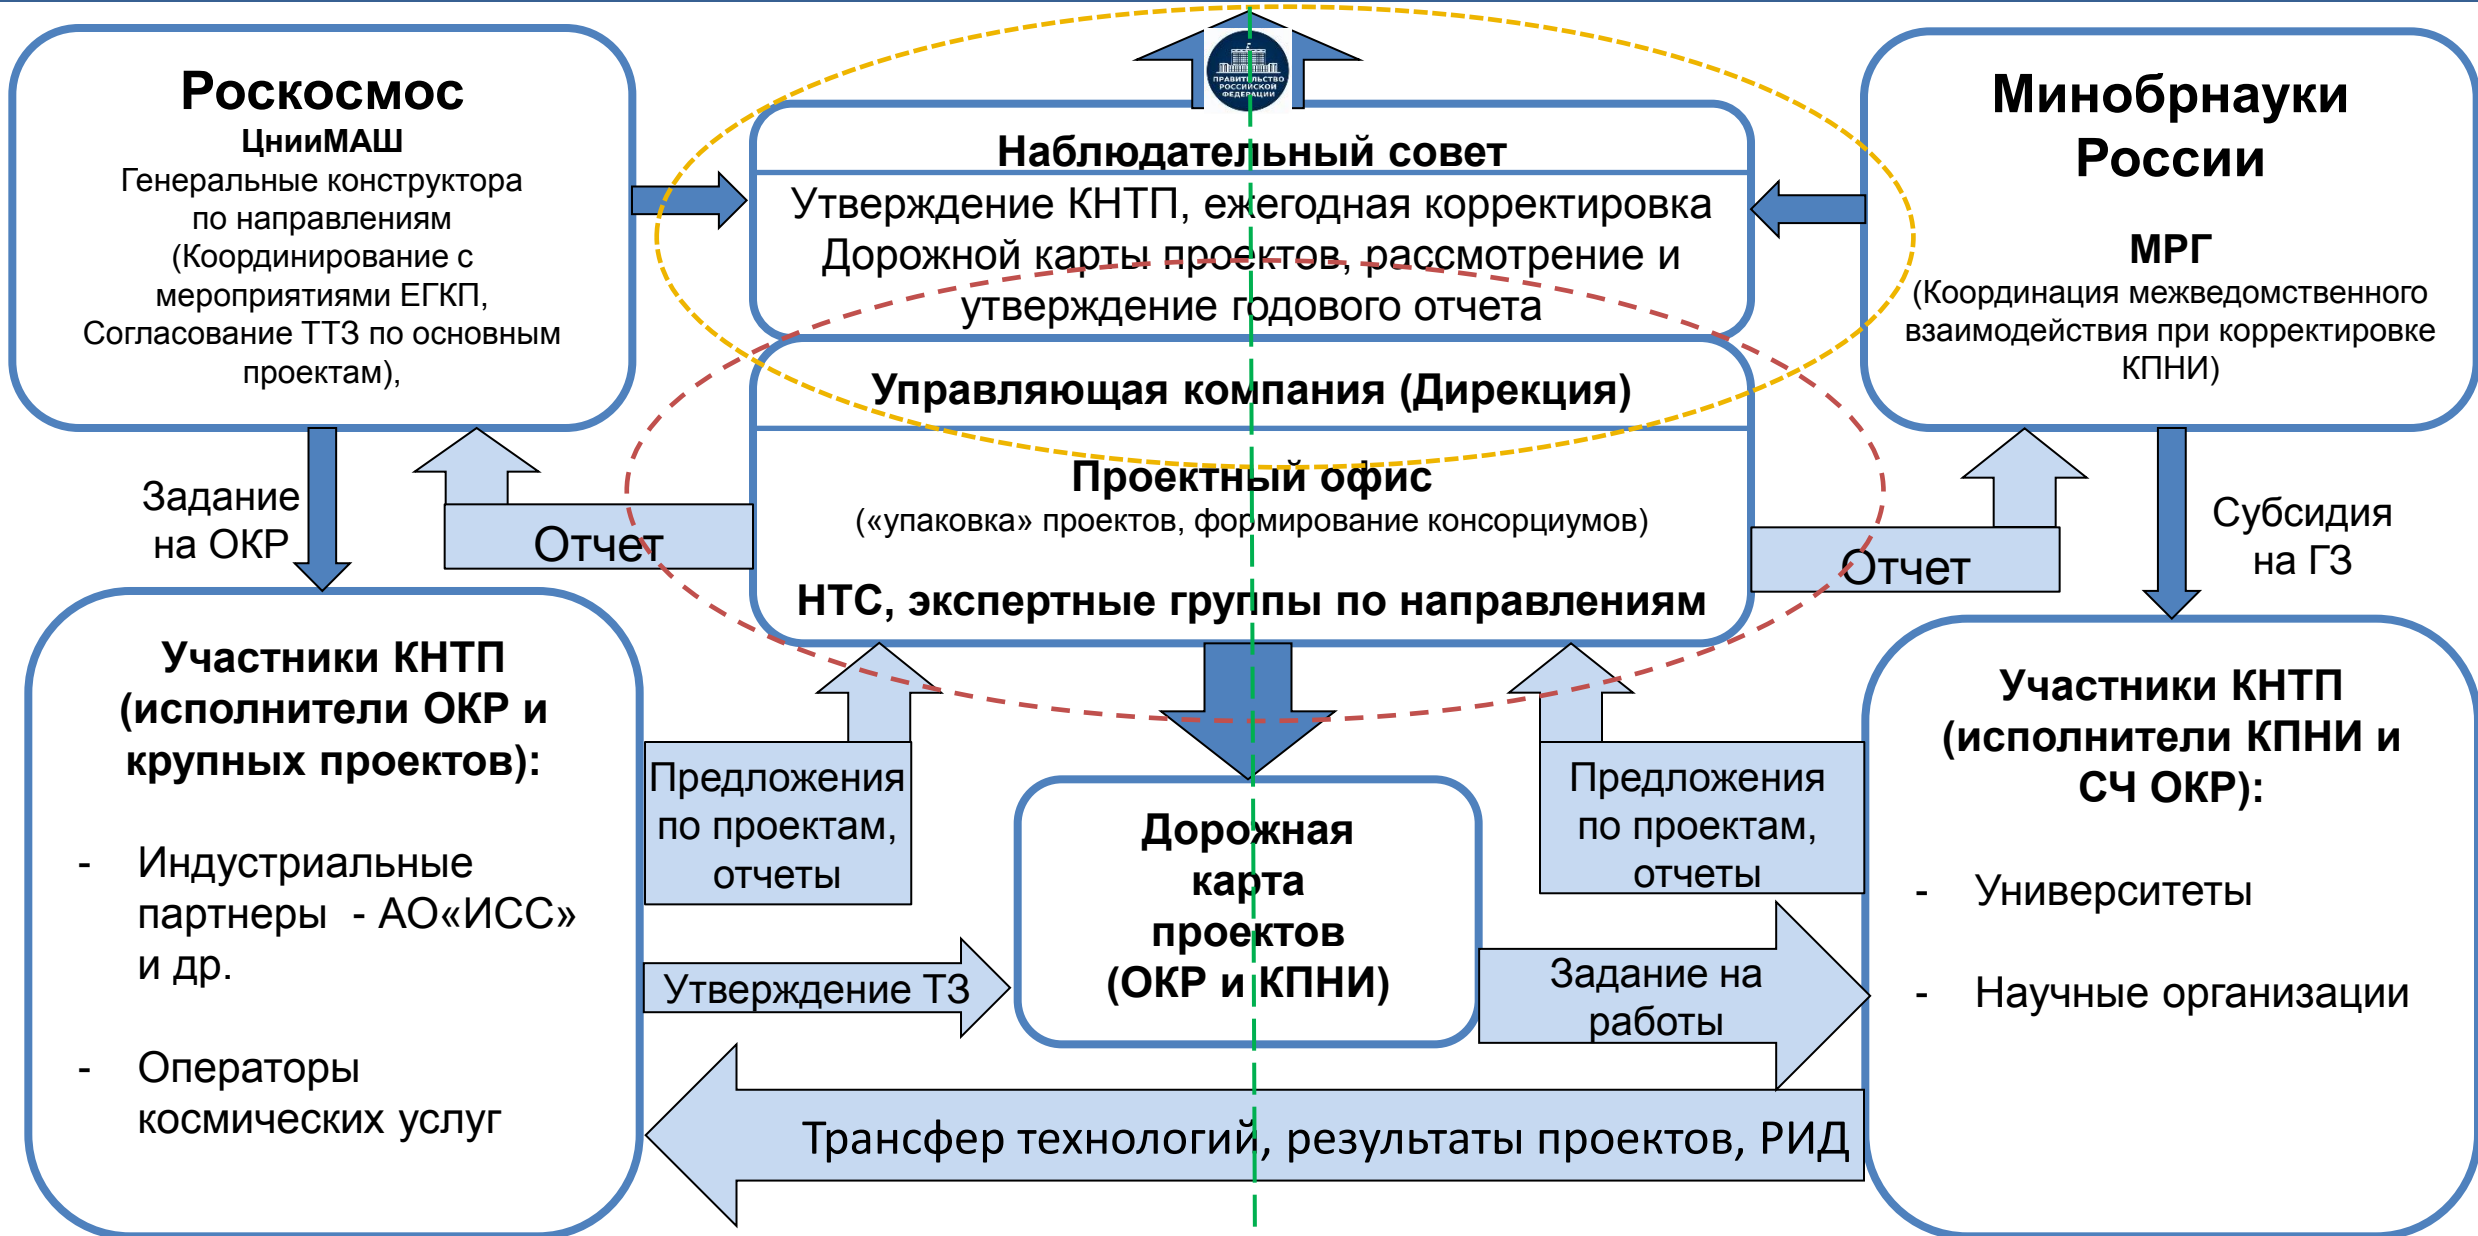 Роскосмос
ЦнииМАШ
Генеральные конструктора
по направлениям
(Координирование с
мероприятиями ЕГКП,
Согласование ТТЗ по основным
проектам),
ПРАВИТЕЛЬСТВО
РОССИЙСКОЙ
ФЕДЕРАЦИИ
Наблюдательный совет
Утверждение КНТП, ежегодная корректировка
Дорожной карты проектов, рассмотрение и
утверждение годового отчета
Минобрнауки
России
МРГ
(Координация межведомственного
взаимодействия при корректировке
КПНИ)
Управляющая компания (Дирекция)
Проектный офис
(«упаковка» проектов, формирование консорциумов)
НТС, экспертные группы по направлениям
Задание
на ОКР
Отчет
Отчет
Субсидия
на ГЗ
Участники КНТП
(исполнители ОКР и
крупных проектов):
- Индустриальные
партнеры - АО«ИСС»
и др.
- Операторы
космических услуг
Предложения
по проектам,
отчеты
Утверждение ТЗ
Дорожная
карта
проектов
(ОКР и КПНИ)
Предложения
по проектам,
отчеты
Задание на
работы
Участники КНТП
(исполнители КПНИ и
СЧ ОКР):
- Университеты
- Научные организации
Трансфер технологий, результаты проектов, РИД